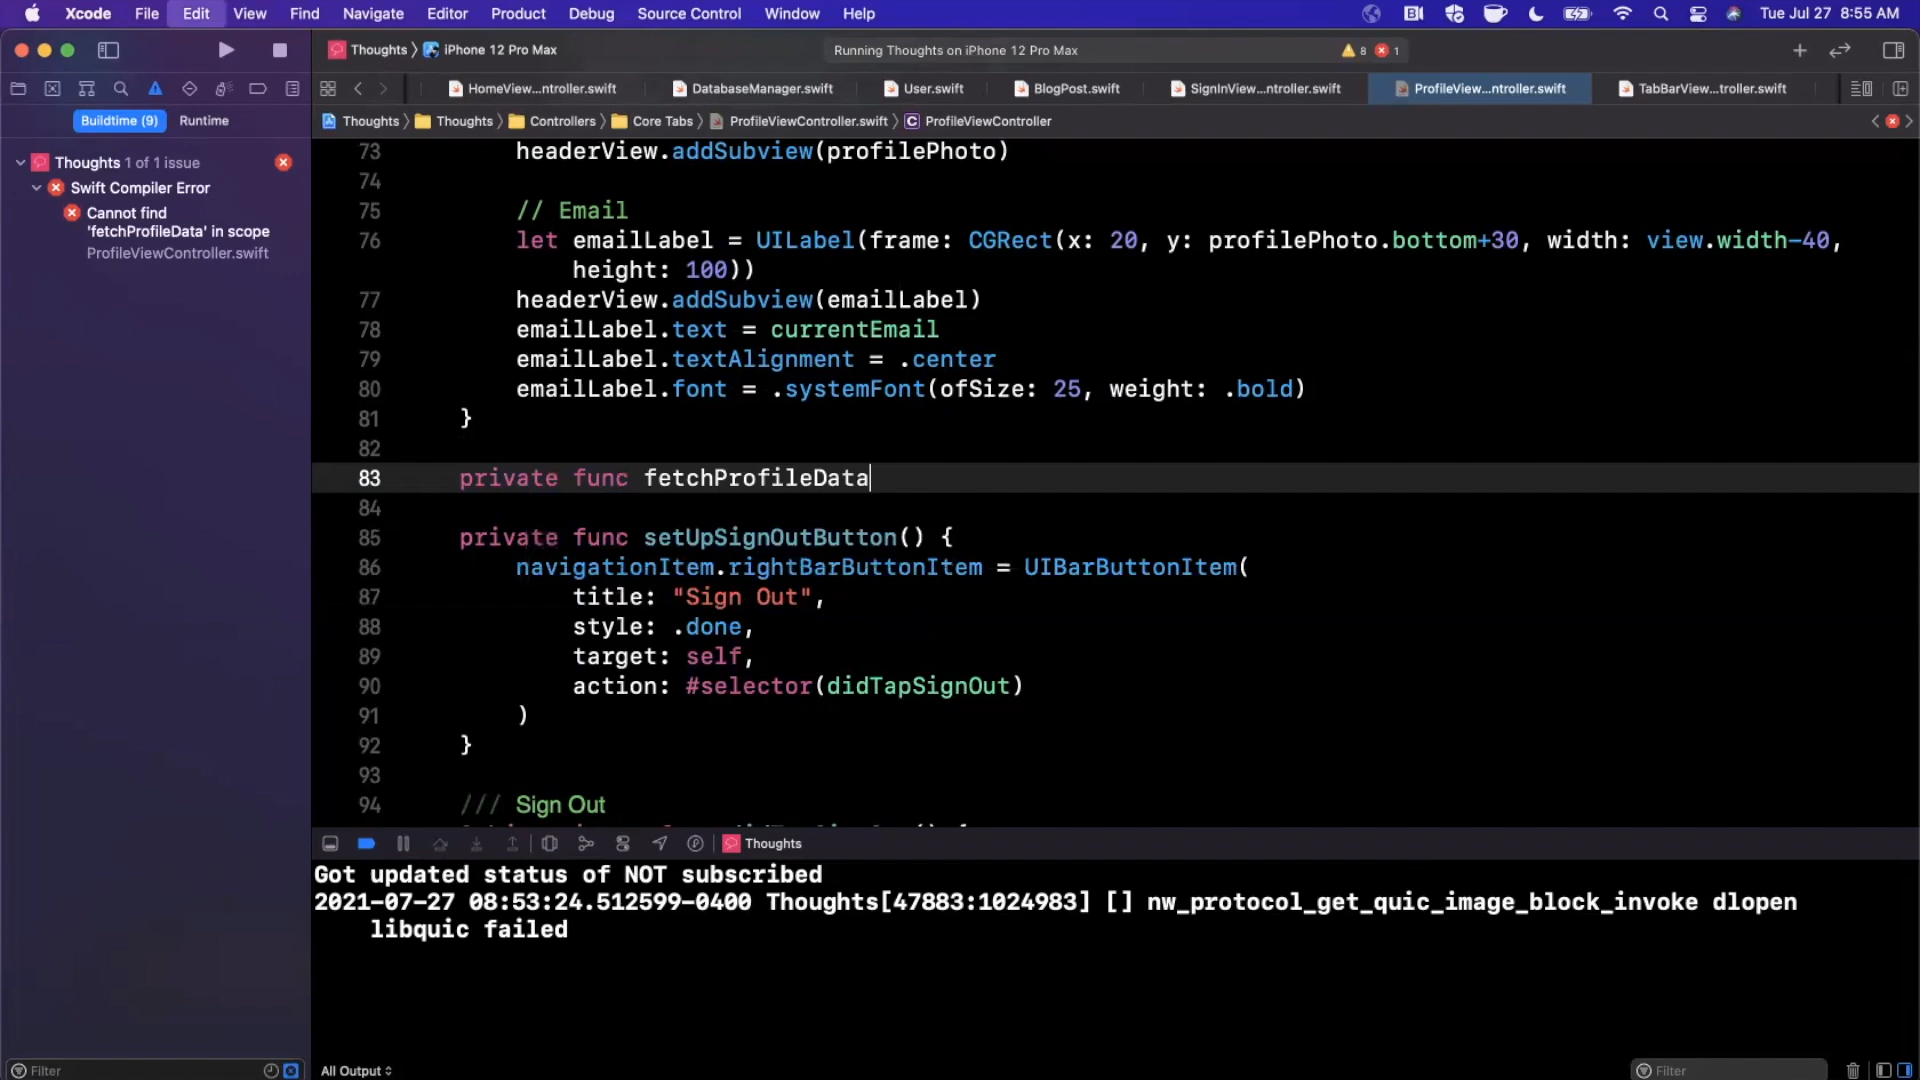 Xcode File Edit View Find Navigate Editor Product Debug Source Control Window Help Tue Jul 27 8:55 AM
Thoughts iPhone 12 Pro Max Running Thoughts on iPhone 12 Pro Max 8 1
HomeView...ntroller.swift DatabaseManager.swift User.swift BlogPost.swift SignInView...ntroller.swift ProfileView...ntroller.swift TabBarView...troller.swift
Buildtime (9) Runtime
Thoughts Thoughts Controllers Core Tabs ProfileViewController.swift C ProfileViewController
Thoughts 1 of 1 issue
Swift Compiler Error
Cannot find
'fetchProfileData' in scope
ProfileViewController.swift
73 headerView.addSubview(profilePhoto)
74
75 // Email
76 let emailLabel = UILabel(frame: CGRect(x: 20, y: profilePhoto.bottom+30, width: view.width-40,
height: 100))
77 headerView.addSubview(emailLabel)
78 emailLabel.text = currentEmail
79 emailLabel.textAlignment = .center
80 emailLabel.font = .systemFont(ofSize: 25, weight: .bold)
81 }
82
83 private func fetchProfileData
84
85 private func setUpSignOutButton() {
86 navigationItem.rightBarButtonItem = UIBarButtonItem(
87 title: "Sign Out",
88 style: .done,
89 target: self,
90 action: #selector(didTapSignOut)
91 )
92 }
93
94 /// Sign Out
Thoughts
Got updated status of NOT subscribed
2021-07-27 08:53:24.512599-0400 Thoughts[47883:1024983] [] nw_protocol_get_quic_image_block_invoke dlopen
libquic failed
Filter All Output Filter